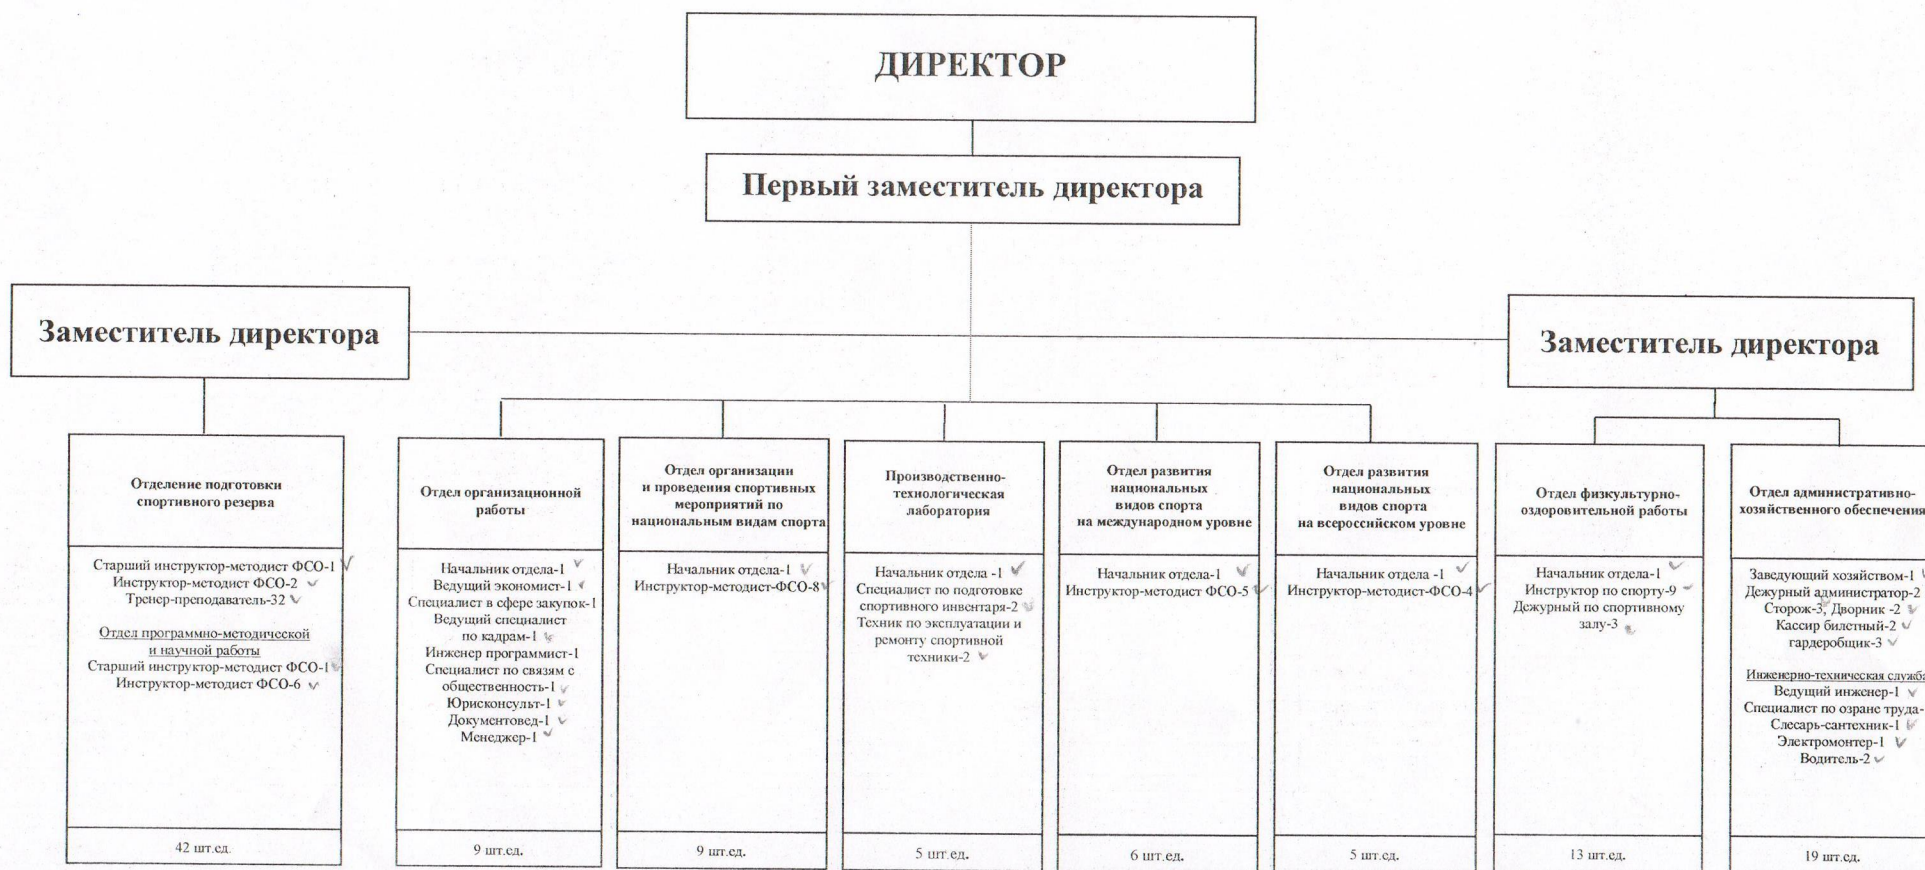 ДИРЕКТОР
Первый заместитель директора
Заместитель директора
Заместитель директора
Отделение подготовки
спортивного резерва
Старший инструктор-методист ФСО-1
Инструктор-методист ФСО-2
Тренер-преподаватель-32
Отдел программно-методической
и научной работы
Старший инструктор-методист ФСО-1
Инструктор-методист ФСО-6
42 шт.ед.
Отдел организационной
работы
Начальник отдела-1
Ведущий экономист-1
Специалист в сфере закупок-1
Ведущий специалист
по кадрам-1
Инженер программист-1
Специалист по связям с
общественность-1
Юрисконсульт-1
Документовед-1
Менеджер-1
9 шт.ед.
Отдел организации
и проведения спортивных
мероприятий по
национальным видам спорта
Начальник отдела-1
Инструктор-методист-ФСО-8
9 шт.ед.
Производственно-
технологическая
лаборатория
Начальник отдела -1
Специалист по подготовке
спортивного инвентаря-2
Техник по эксплуатации и
ремонту спортивной
техники-2
5 шт.ед.
Отдел развития
национальных
видов спорта
на международном уровне
Начальник отдела-1
Инструктор-методист ФСО-5
6 шт.ед.
Отдел развития
национальных
видов спорта
на всероссийском уровне
Начальник отдела -1
Инструктор-методист-ФСО-4
5 шт.ед.
Отдел физкультурно-
оздоровительной работы
Начальник отдела-1
Инструктор по спорту-9
Дежурный по спортивному
залу-3
13 шт.ед.
Отдел административно-
хозяйственного обеспечения
Заведующий хозяйством-1
Дежурный администратор-2
Сторож-3, Дворник -2
Кассир билетный-2
гардеробщик-3
Инженерно-техническая служба
Ведущий инженер-1
Специалист по озране труда-
Слесарь-сантехник-1
Электромонтер-1
Водитель-2
19 шт.ед.